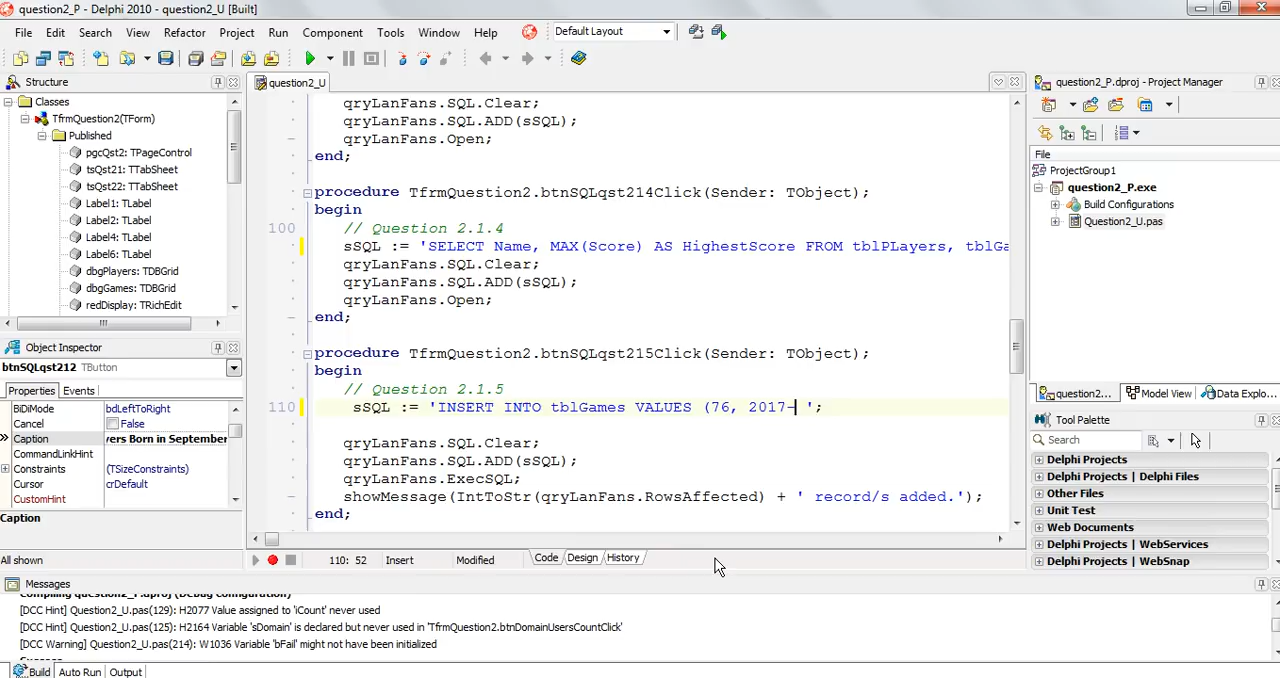 question2_P - Delphi 2010 - question2_U [Built]
File Edit Search View Refactor Project Run Component Tools Window Help Default Layout
Structure
question2_U
question2_P.dproj - Project Manager
Classes
TfrmQuestion2(TForm)
Published
pgcQst2: TPageControl
tsQst21: TTabSheet
tsQst22: TTabSheet
Label1: TLabel
Label2: TLabel
Label4: TLabel
Label6: TLabel
dbgPlayers: TDBGrid
dbgGames: TDBGrid
redDisplay: TRichEdit
qryLanFans.SQL.Clear;
qryLanFans.SQL.ADD(sSQL);
qryLanFans.Open;
end;
procedure TfrmQuestion2.btnSQLqst214Click(Sender: TObject);
begin
100 // Question 2.1.4
sSQL := 'SELECT Name, MAX(Score) AS HighestScore FROM tblPLayers, tblGa
qryLanFans.SQL.Clear;
qryLanFans.SQL.ADD(sSQL);
qryLanFans.Open;
end;
procedure TfrmQuestion2.btnSQLqst215Click(Sender: TObject);
begin
// Question 2.1.5
110 sSQL := 'INSERT INTO tblGames VALUES (76, 2017- ';
qryLanFans.SQL.Clear;
qryLanFans.SQL.ADD(sSQL);
qryLanFans.ExecSQL;
showMessage(IntToStr(qryLanFans.RowsAffected) + ' record/s added.');
end;
File
ProjectGroup1
question2_P.exe
Build Configurations
Question2_U.pas
question2... Model View Data Explo...
Tool Palette
Search
Delphi Projects
Delphi Projects | Delphi Files
Other Files
Unit Test
Web Documents
Delphi Projects | WebServices
Delphi Projects | WebSnap
Object Inspector
btnSQLqst212 TButton
Properties Events
BiDiMode bdLeftToRight
Cancel False
Caption vers Born in September
CommandLinkHint
Constraints (TSizeConstraints)
Cursor crDefault
CustomHint
Caption
All shown
110: 52 Insert Modified Code Design History
Messages
Compiling question2_P.dproj (Debug configuration)
[DCC Hint] Question2_U.pas(129): H2077 Value assigned to 'iCount' never used
[DCC Hint] Question2_U.pas(125): H2164 Variable 'sDomain' is declared but never used in 'TfrmQuestion2.btnDomainUsersCountClick'
[DCC Warning] Question2_U.pas(214): W1036 Variable 'bFail' might not have been initialized
Success
Build Auto Run Output